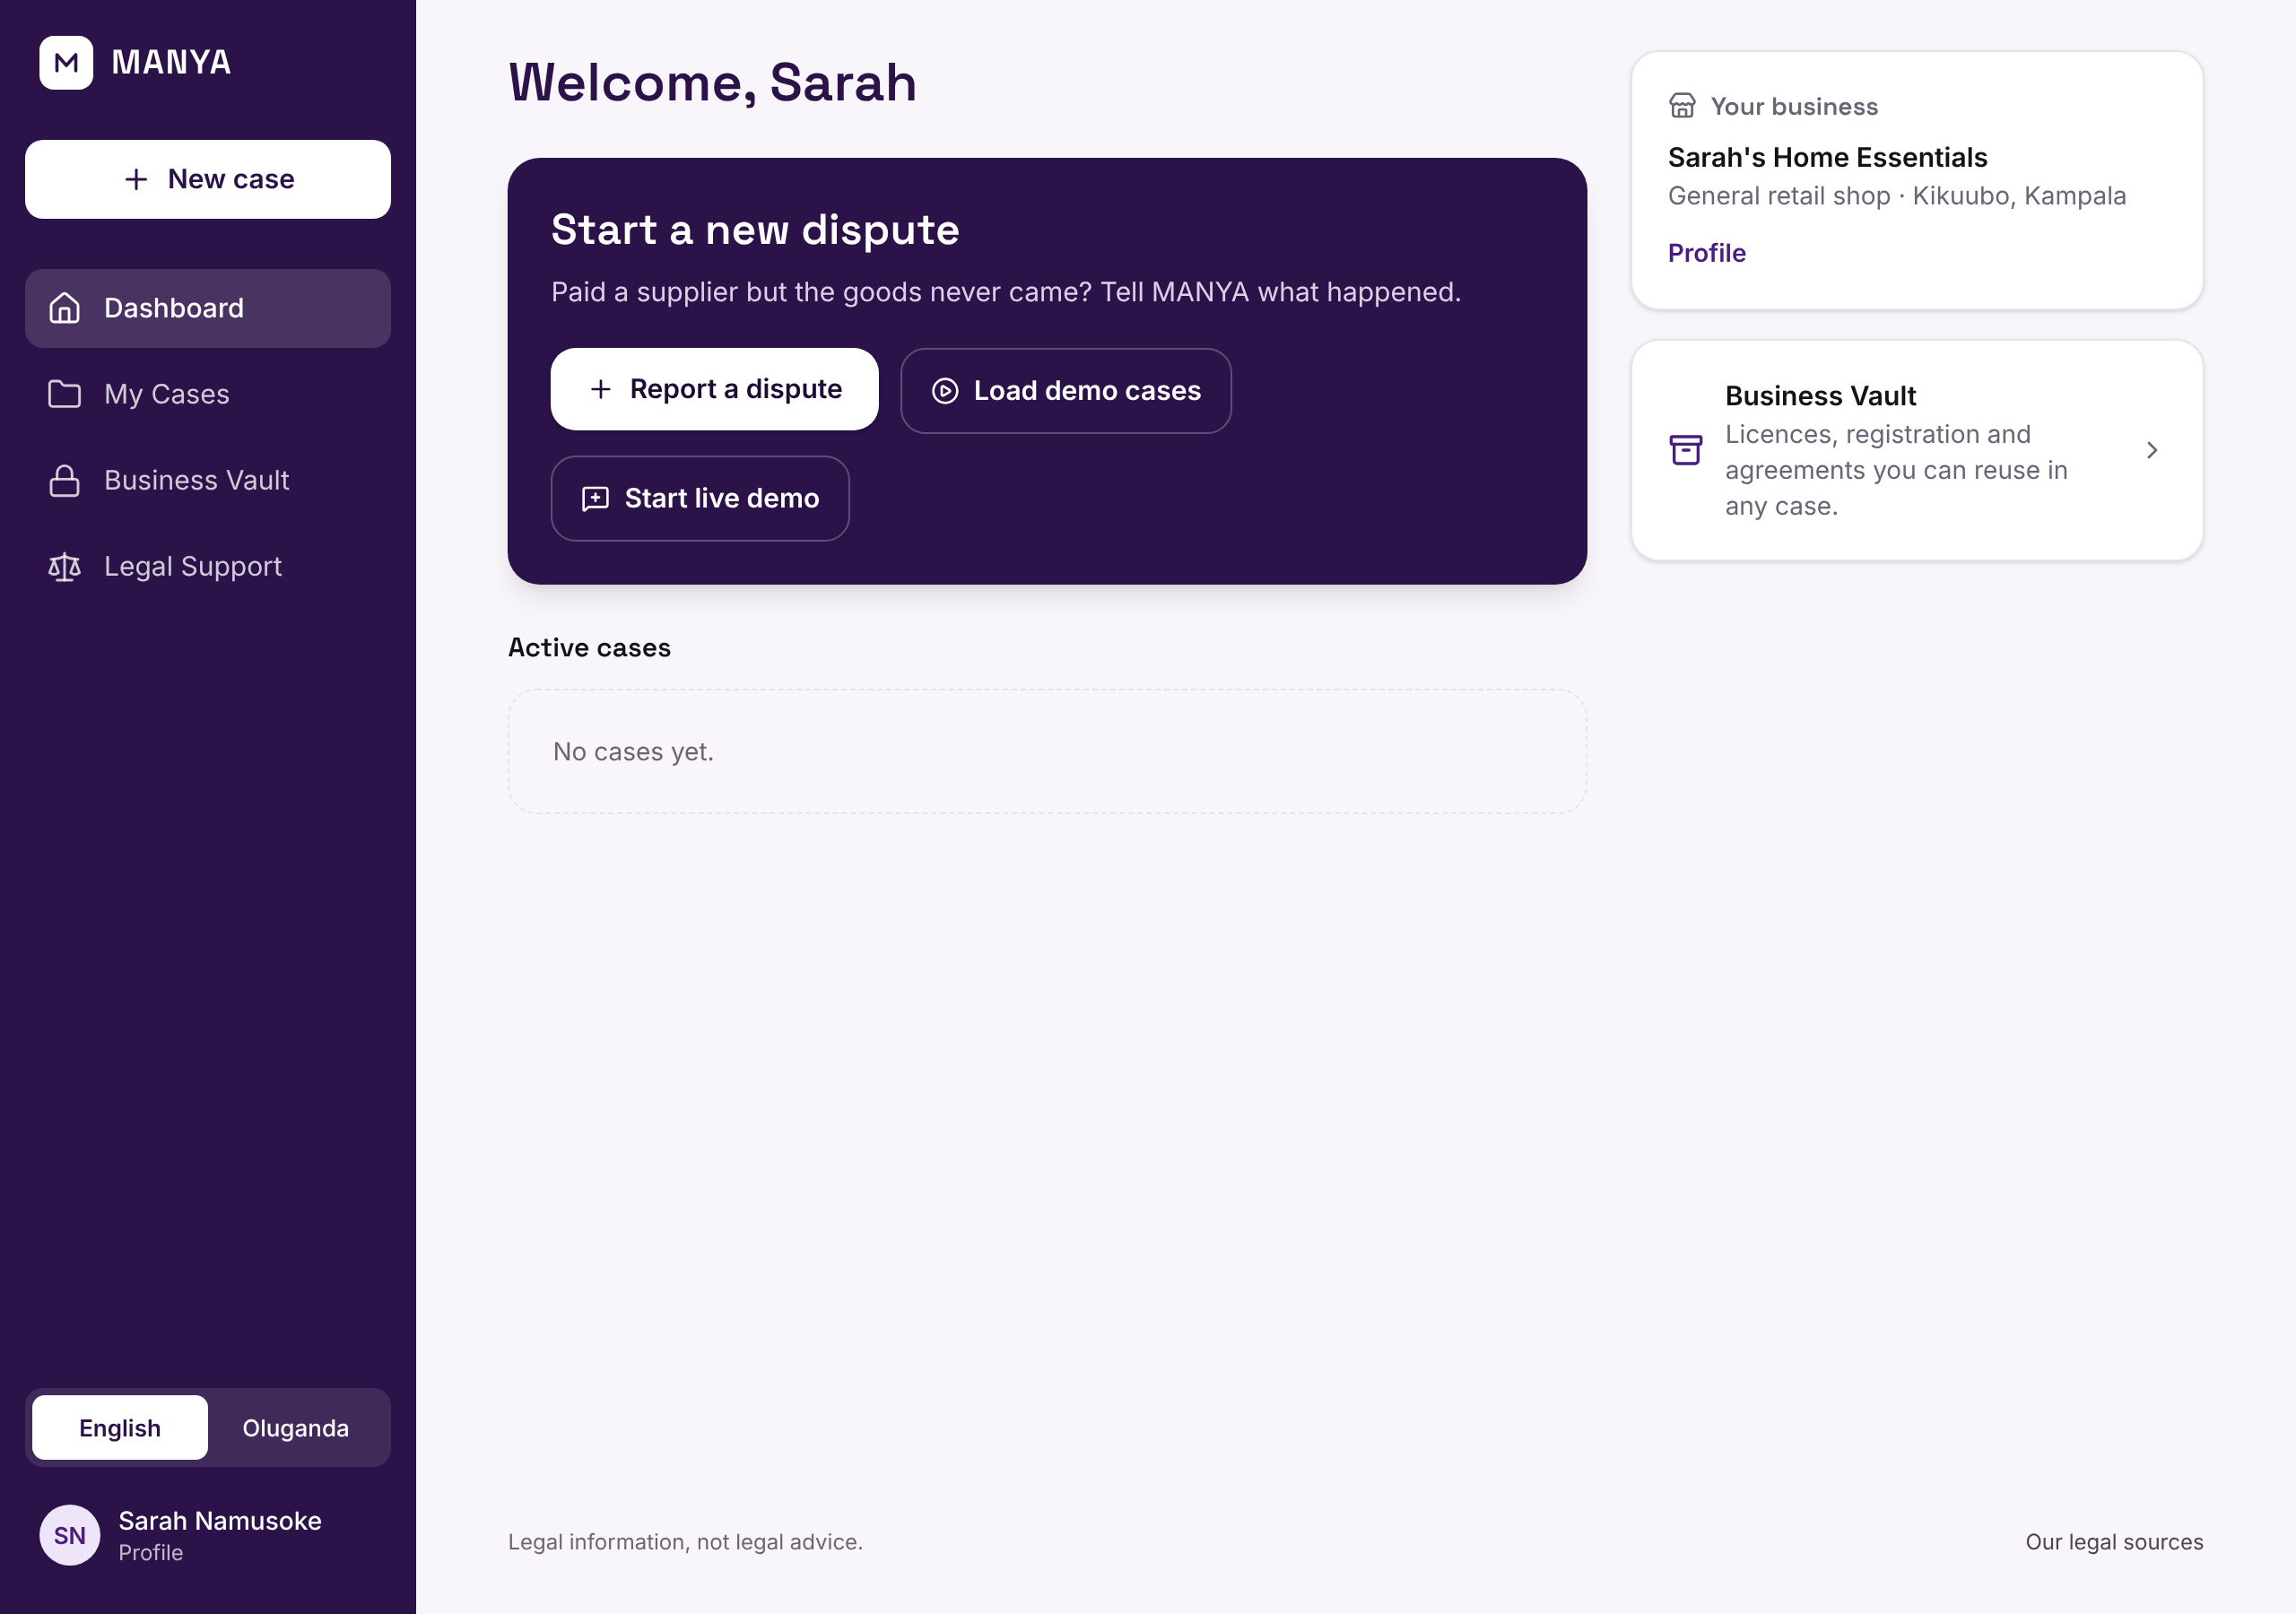 M MANYA
New case
Dashboard
My Cases
Business Vault
Legal Support
English
Oluganda
SN
Sarah Namusoke
Profile
Welcome, Sarah
Start a new dispute
Paid a supplier but the goods never came? Tell MANYA what happened.
Report a dispute
Load demo cases
Start live demo
Active cases
No cases yet.
Your business
Sarah's Home Essentials
General retail shop · Kikuubo, Kampala
Profile
Business Vault
Licences, registration and
agreements you can reuse in
any case.
Legal information, not legal advice.
Our legal sources